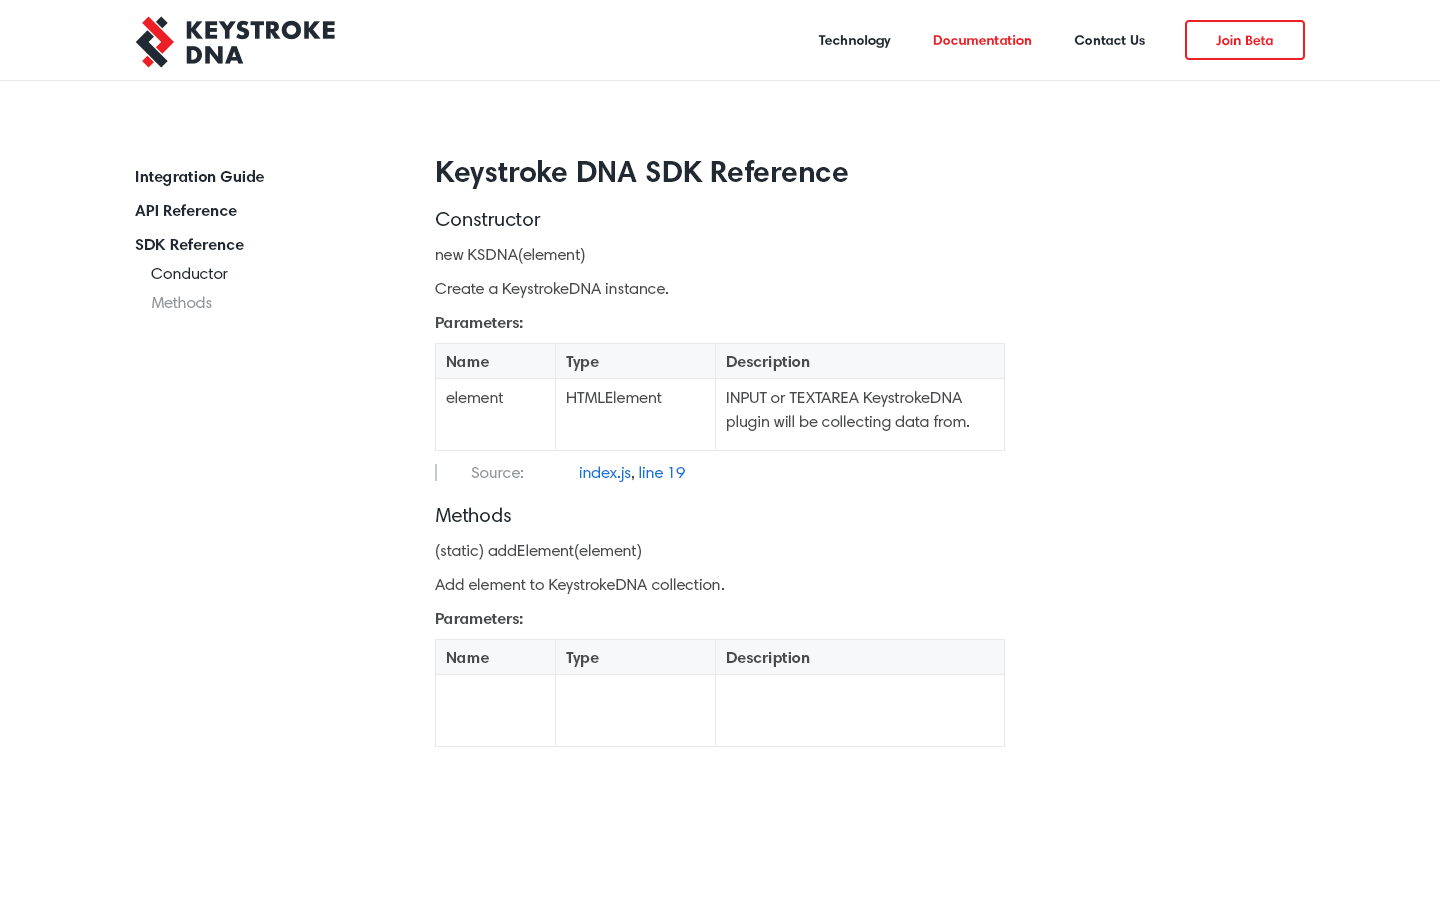 KEYSTROKE
DNA
Technology Documentation Contact Us Join Beta
Integration Guide
API Reference
SDK Reference
Conductor
Methods
Keystroke DNA SDK Reference
Constructor
new KSDNA(element)
Create a KeystrokeDNA instance.
Parameters:
Name Type Description
element HTMLElement INPUT or TEXTAREA KeystrokeDNA
plugin will be collecting data from.
Source: index.js, line 19
Methods
(static) addElement(element)
Add element to KeystrokeDNA collection.
Parameters:
Name Type Description